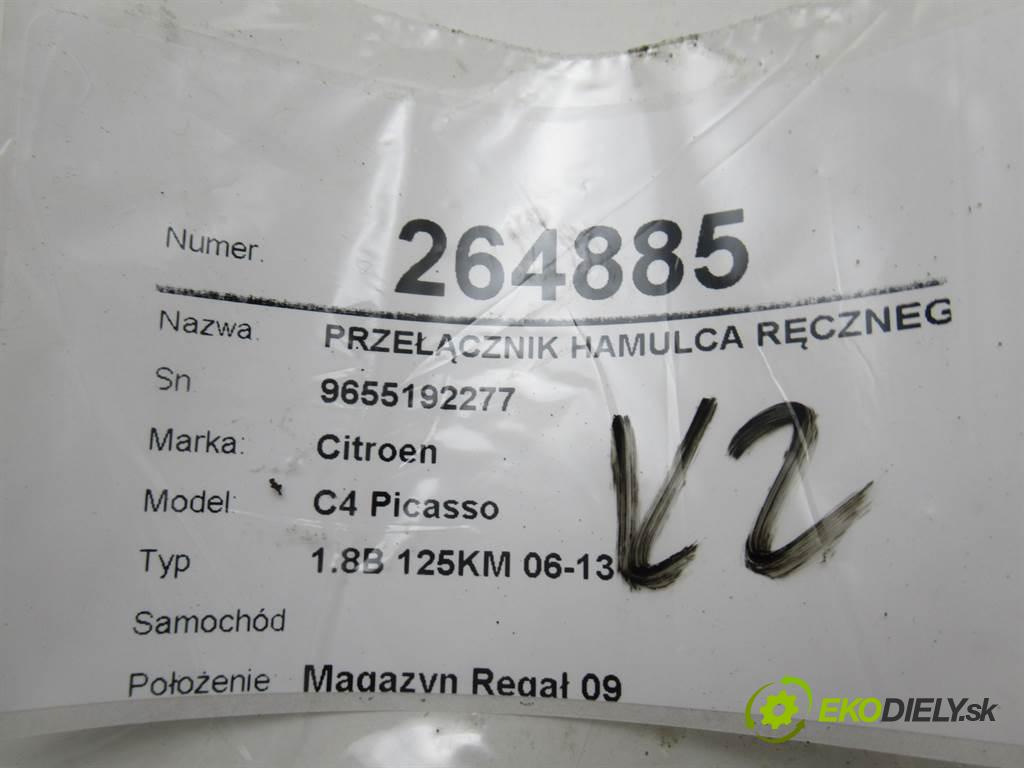 Numer: 264885
Nazwa: PRZEŁĄCZNIK HAMULCA RĘCZNEG
Sn 9655192277
Marka: Citroen
Model: C4 Picasso
Typ 1.8B 125KM 06-13
V2
Samochód
Położenie Magazyn Regał 09
EKODIELY.sk